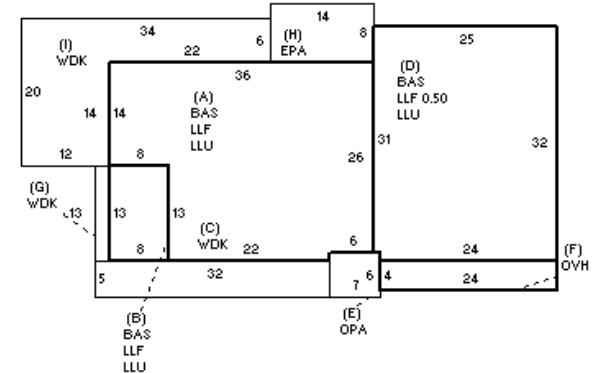 14
34
(I)
WDK
22
6
(H)
EPA
8
25
36
(D)
BAS
LLF 0.50
LLU
20
(A)
BAS
LLF
LLU
14
14
31
32
12
8
26
(G)
WDK
13
13
13
(C)
WDK
6
8
22
24
(F)
OVH
5
32
7
6
4
24
(B)
BAS
LLF
LLU
(E)
OPA